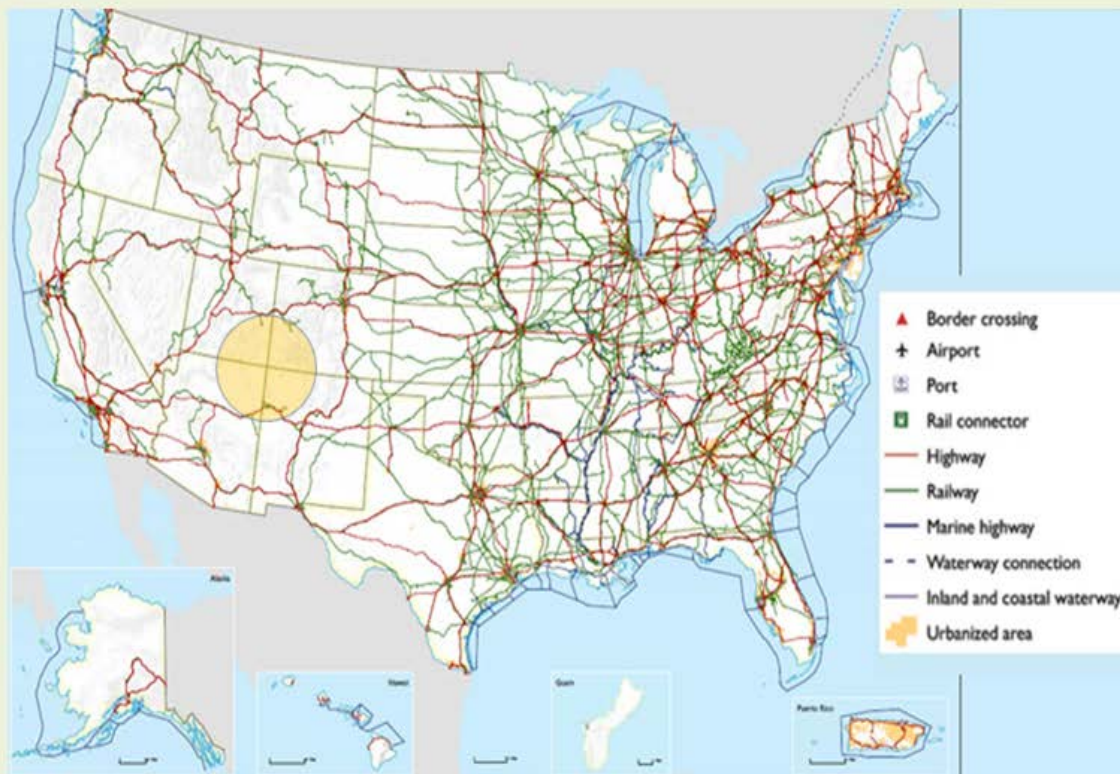 Border crossing
Airport
Port
Rail connector
Highway
Railway
Marine highway
Waterway connection
Inland and coastal waterway
Urbanized area
Alaska
Hawaii
Guam
Puerto Rico